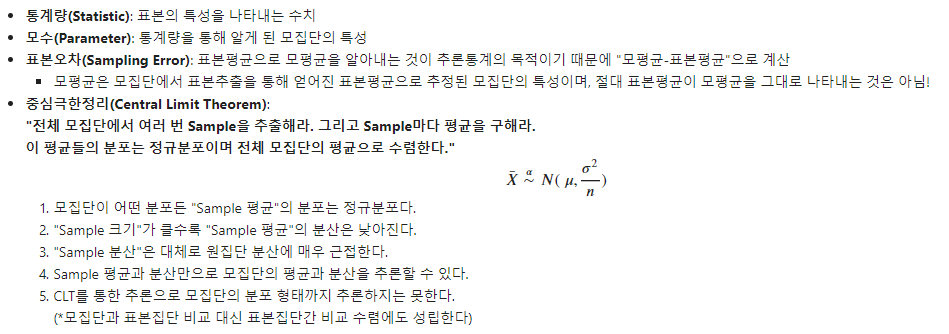 • 통계량(Statistic): 표본의 특성을 나타내는 수치
• 모수(Parameter): 통계량을 통해 알게 된 모집단의 특성
• 표본오차(Sampling Error): 표본평균으로 모평균을 알아내는 것이 추론통계의 목적이기 때문에 "모평균-표본평균"으로 계산
▪ 모평균은 모집단에서 표본추출을 통해 얻어진 표본평균으로 추정된 모집단의 특성이며, 절대 표본평균이 모평균을 그대로 나타내는 것은 아님!
• 중심극한정리(Central Limit Theorem):
"전체 모집단에서 여러 번 Sample을 추출해라. 그리고 Sample마다 평균을 구해라.
이 평균들의 분포는 정규분포이며 전체 모집단의 평균으로 수렴한다."
X̄ α∼ N( μ, σ²/n )
1. 모집단이 어떤 분포든 "Sample 평균"의 분포는 정규분포다.
2. "Sample 크기"가 클수록 "Sample 평균"의 분산은 낮아진다.
3. "Sample 분산"은 대체로 원집단 분산에 매우 근접한다.
4. Sample 평균과 분산만으로 모집단의 평균과 분산을 추론할 수 있다.
5. CLT를 통한 추론으로 모집단의 분포 형태까지 추론하지는 못한다.
(*모집단과 표본집단 비교 대신 표본집단간 비교 수렴에도 성립한다)